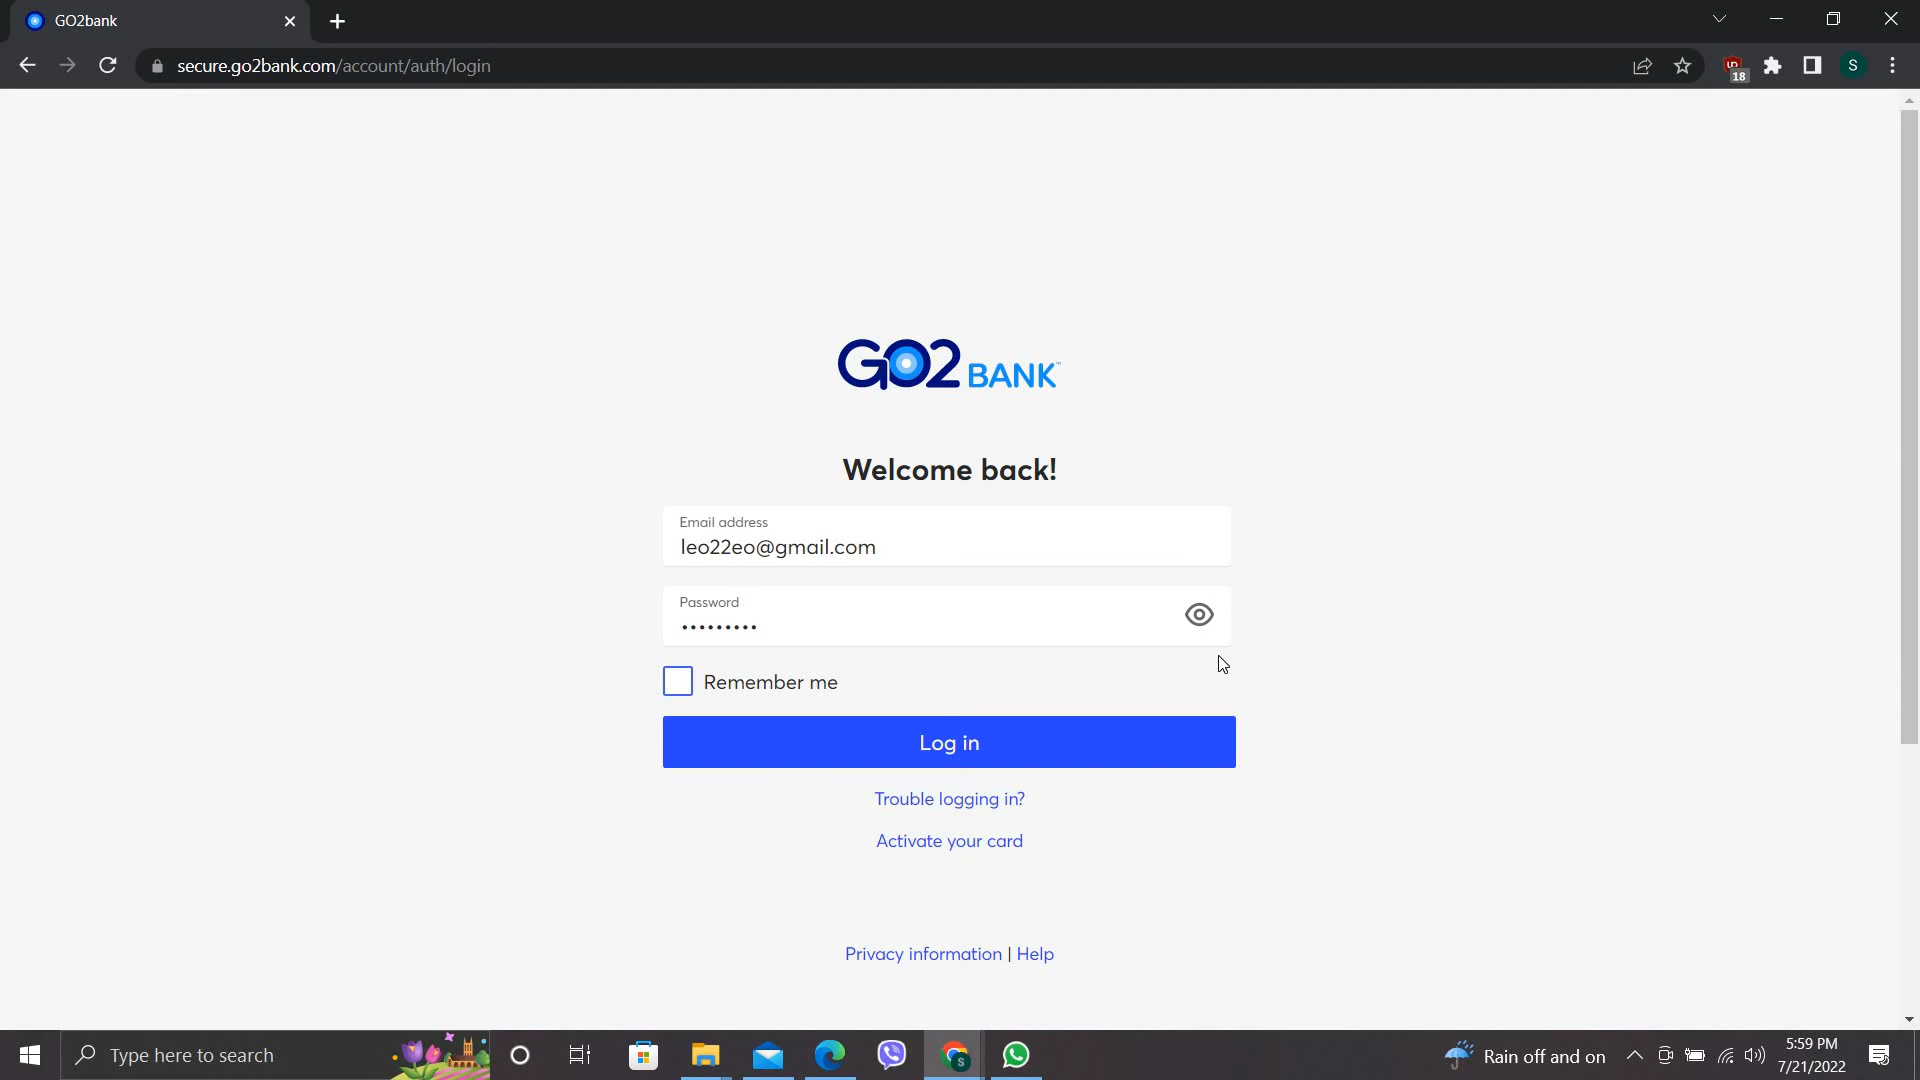 GO2bank
secure.go2bank.com/account/auth/login
18
S
GO2 BANK™
Welcome back!
Email address
leo22eo@gmail.com
Password
•••••••••
Remember me
Log in
Trouble logging in?
Activate your card
Privacy information | Help
Type here to search
S
Rain off and on
5:59 PM
7/21/2022